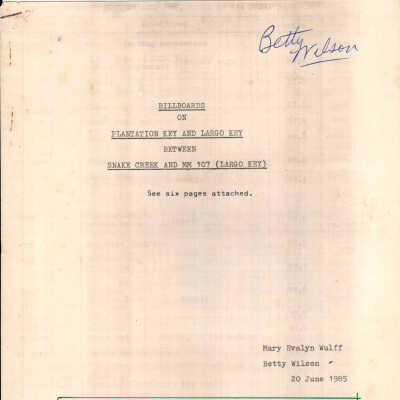 Betty
Wilson
BILLBOARDS
ON
PLANTATION KEY AND LARGO KEY
BETWEEN
SNAKE CREEK AND MM 107 (LARGO KEY)
See six pages attached.
Mary Evalyn Wulff
Betty Wilson
20 June 1985